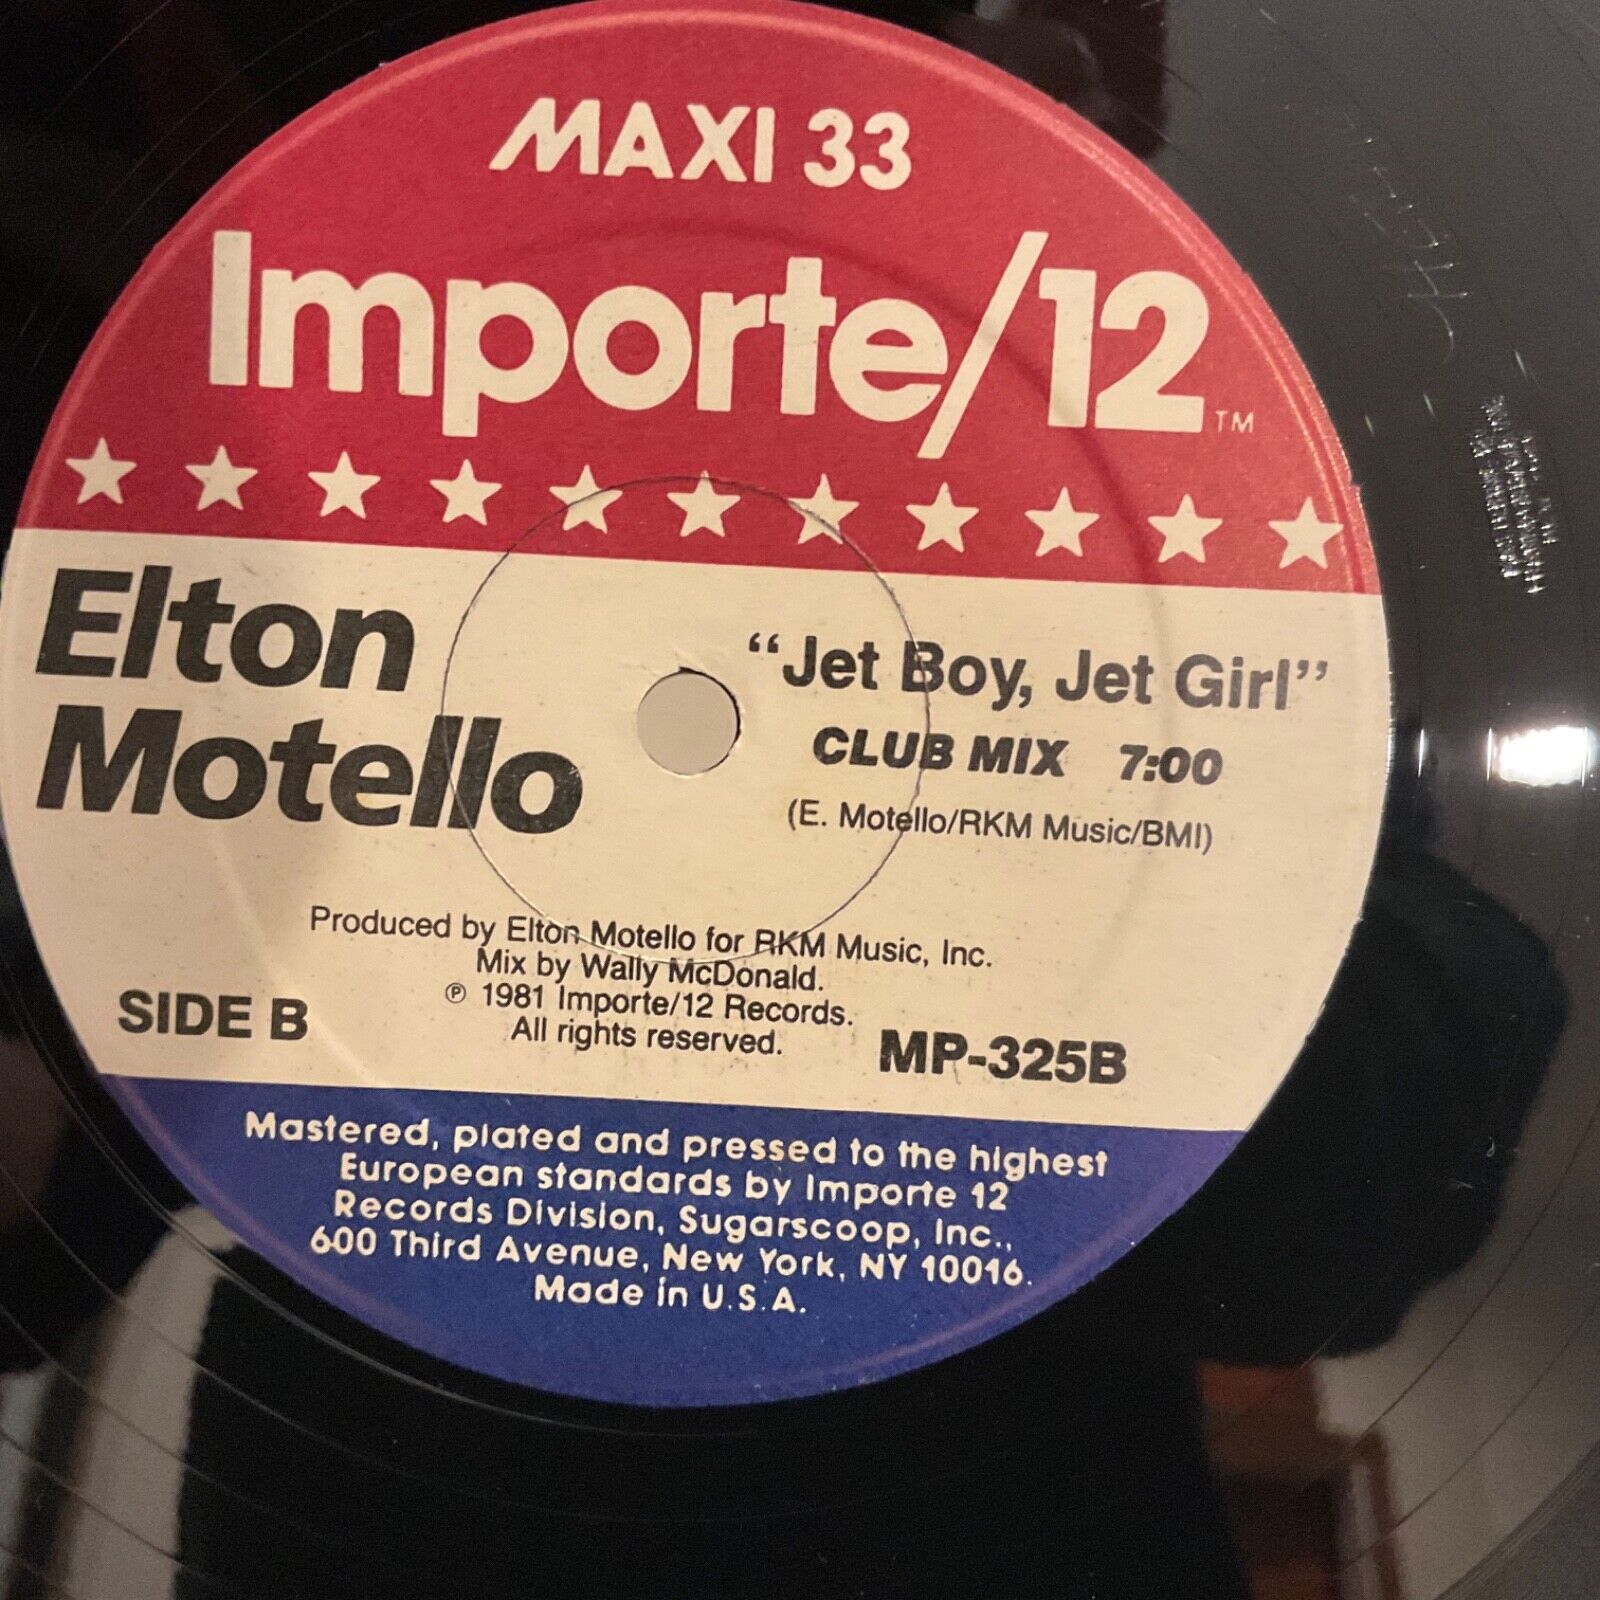 MAXI 33
Importe/12 TM
Elton
Motello
"Jet Boy, Jet Girl"
CLUB MIX 7:00
(E. Motello/RKM Music/BMI)
Produced by Elton Motello for RKM Music, Inc.
Mix by Wally McDonald.
℗ 1981 Importe/12 Records.
All rights reserved.
SIDE B
MP-325B
Mastered, plated and pressed to the highest
European standards by Importe 12
Records Division, Sugarscoop, Inc.,
600 Third Avenue, New York, NY 10016.
Made in U.S.A.